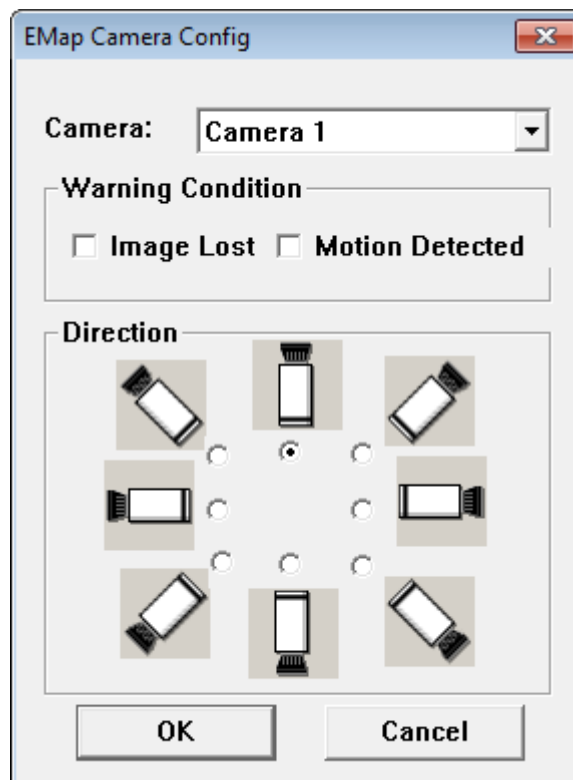 EMap Camera Config
Camera: Camera 1
Warning Condition
Image Lost Motion Detected
Direction
OK Cancel